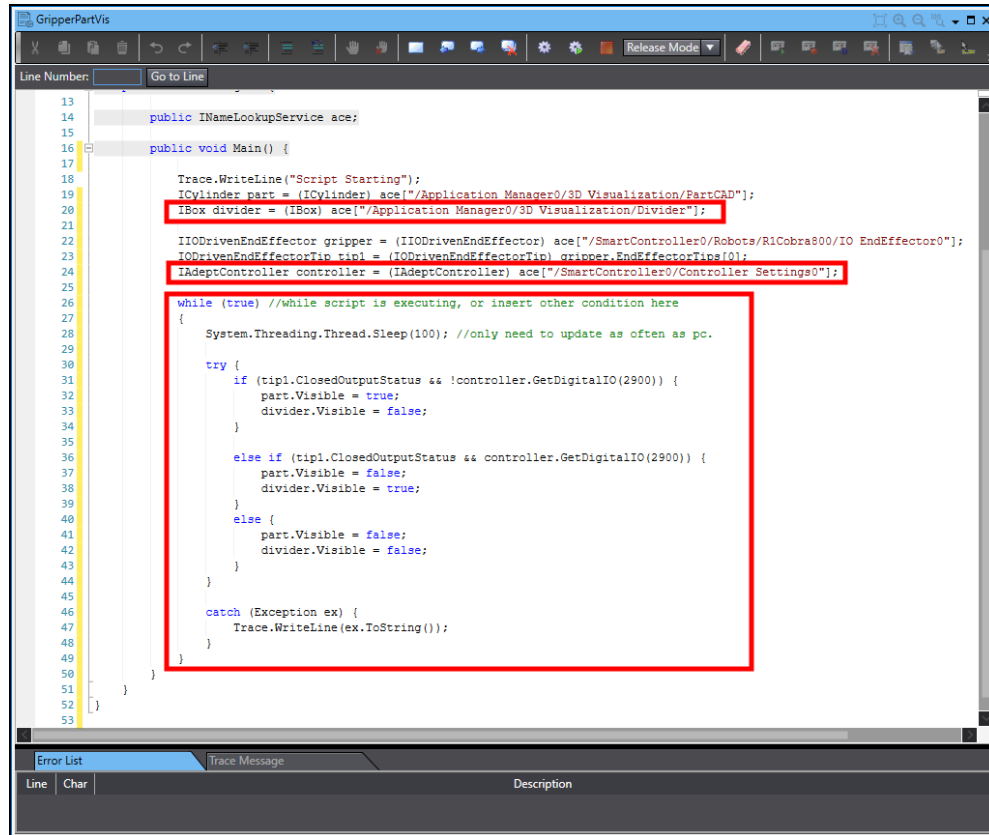 GripperPartVis
Release Mode
Line Number: Go to Line
13
14 public INameLookupService ace;
15
16 public void Main() {
17
18 Trace.WriteLine("Script Starting");
19 ICylinder part = (ICylinder) ace["/Application Manager0/3D Visualization/PartCAD"];
20 IBox divider = (IBox) ace["/Application Manager0/3D Visualization/Divider"];
21
22 IIODrivenEndEffector gripper = (IIODrivenEndEffector) ace["/SmartController0/Robots/R1Cobra800/IO EndEffector0"];
23 IODrivenEndEffectorTip tip1 = (IODrivenEndEffectorTip) gripper.EndEffectorTips[0];
24 IAdeptController controller = (IAdeptController) ace["/SmartController0/Controller Settings0"];
25
26 while (true) //while script is executing, or insert other condition here
27 {
28 System.Threading.Thread.Sleep(100); //only need to update as often as pc.
29
30 try {
31 if (tip1.ClosedOutputStatus && !controller.GetDigitalIO(2900)) {
32 part.Visible = true;
33 divider.Visible = false;
34 }
35
36 else if (tip1.ClosedOutputStatus && controller.GetDigitalIO(2900)) {
37 part.Visible = false;
38 divider.Visible = true;
39 }
40 else {
41 part.Visible = false;
42 divider.Visible = false;
43 }
44 }
45
46 catch (Exception ex) {
47 Trace.WriteLine(ex.ToString());
48 }
49 }
50 }
51 }
52 }
53
Error List Trace Message
Line Char Description